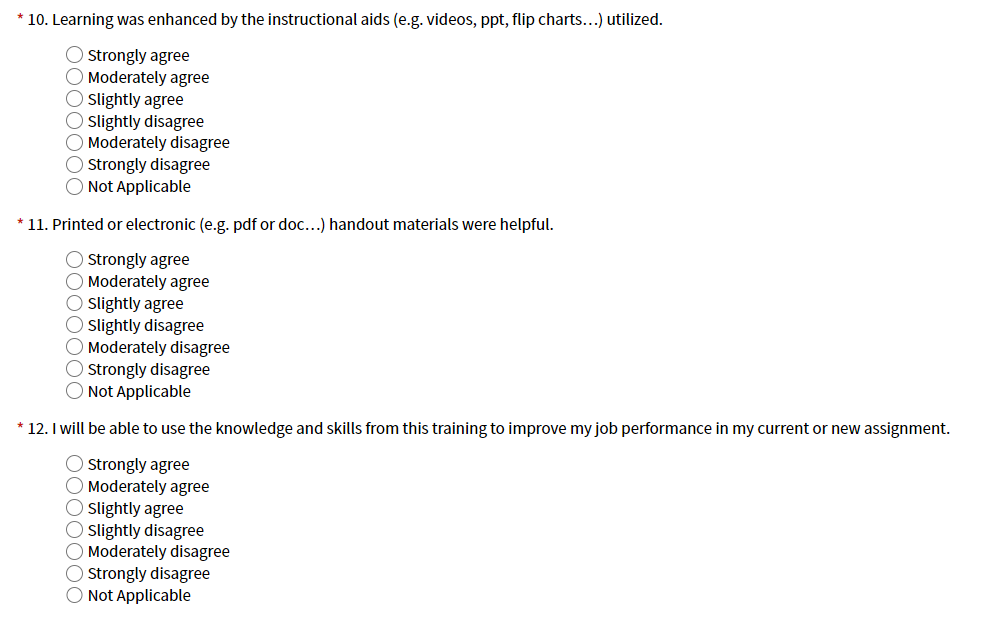 * 10. Learning was enhanced by the instructional aids (e.g. videos, ppt, flip charts…) utilized.
Strongly agree
Moderately agree
Slightly agree
Slightly disagree
Moderately disagree
Strongly disagree
Not Applicable
* 11. Printed or electronic (e.g. pdf or doc…) handout materials were helpful.
Strongly agree
Moderately agree
Slightly agree
Slightly disagree
Moderately disagree
Strongly disagree
Not Applicable
* 12. I will be able to use the knowledge and skills from this training to improve my job performance in my current or new assignment.
Strongly agree
Moderately agree
Slightly agree
Slightly disagree
Moderately disagree
Strongly disagree
Not Applicable